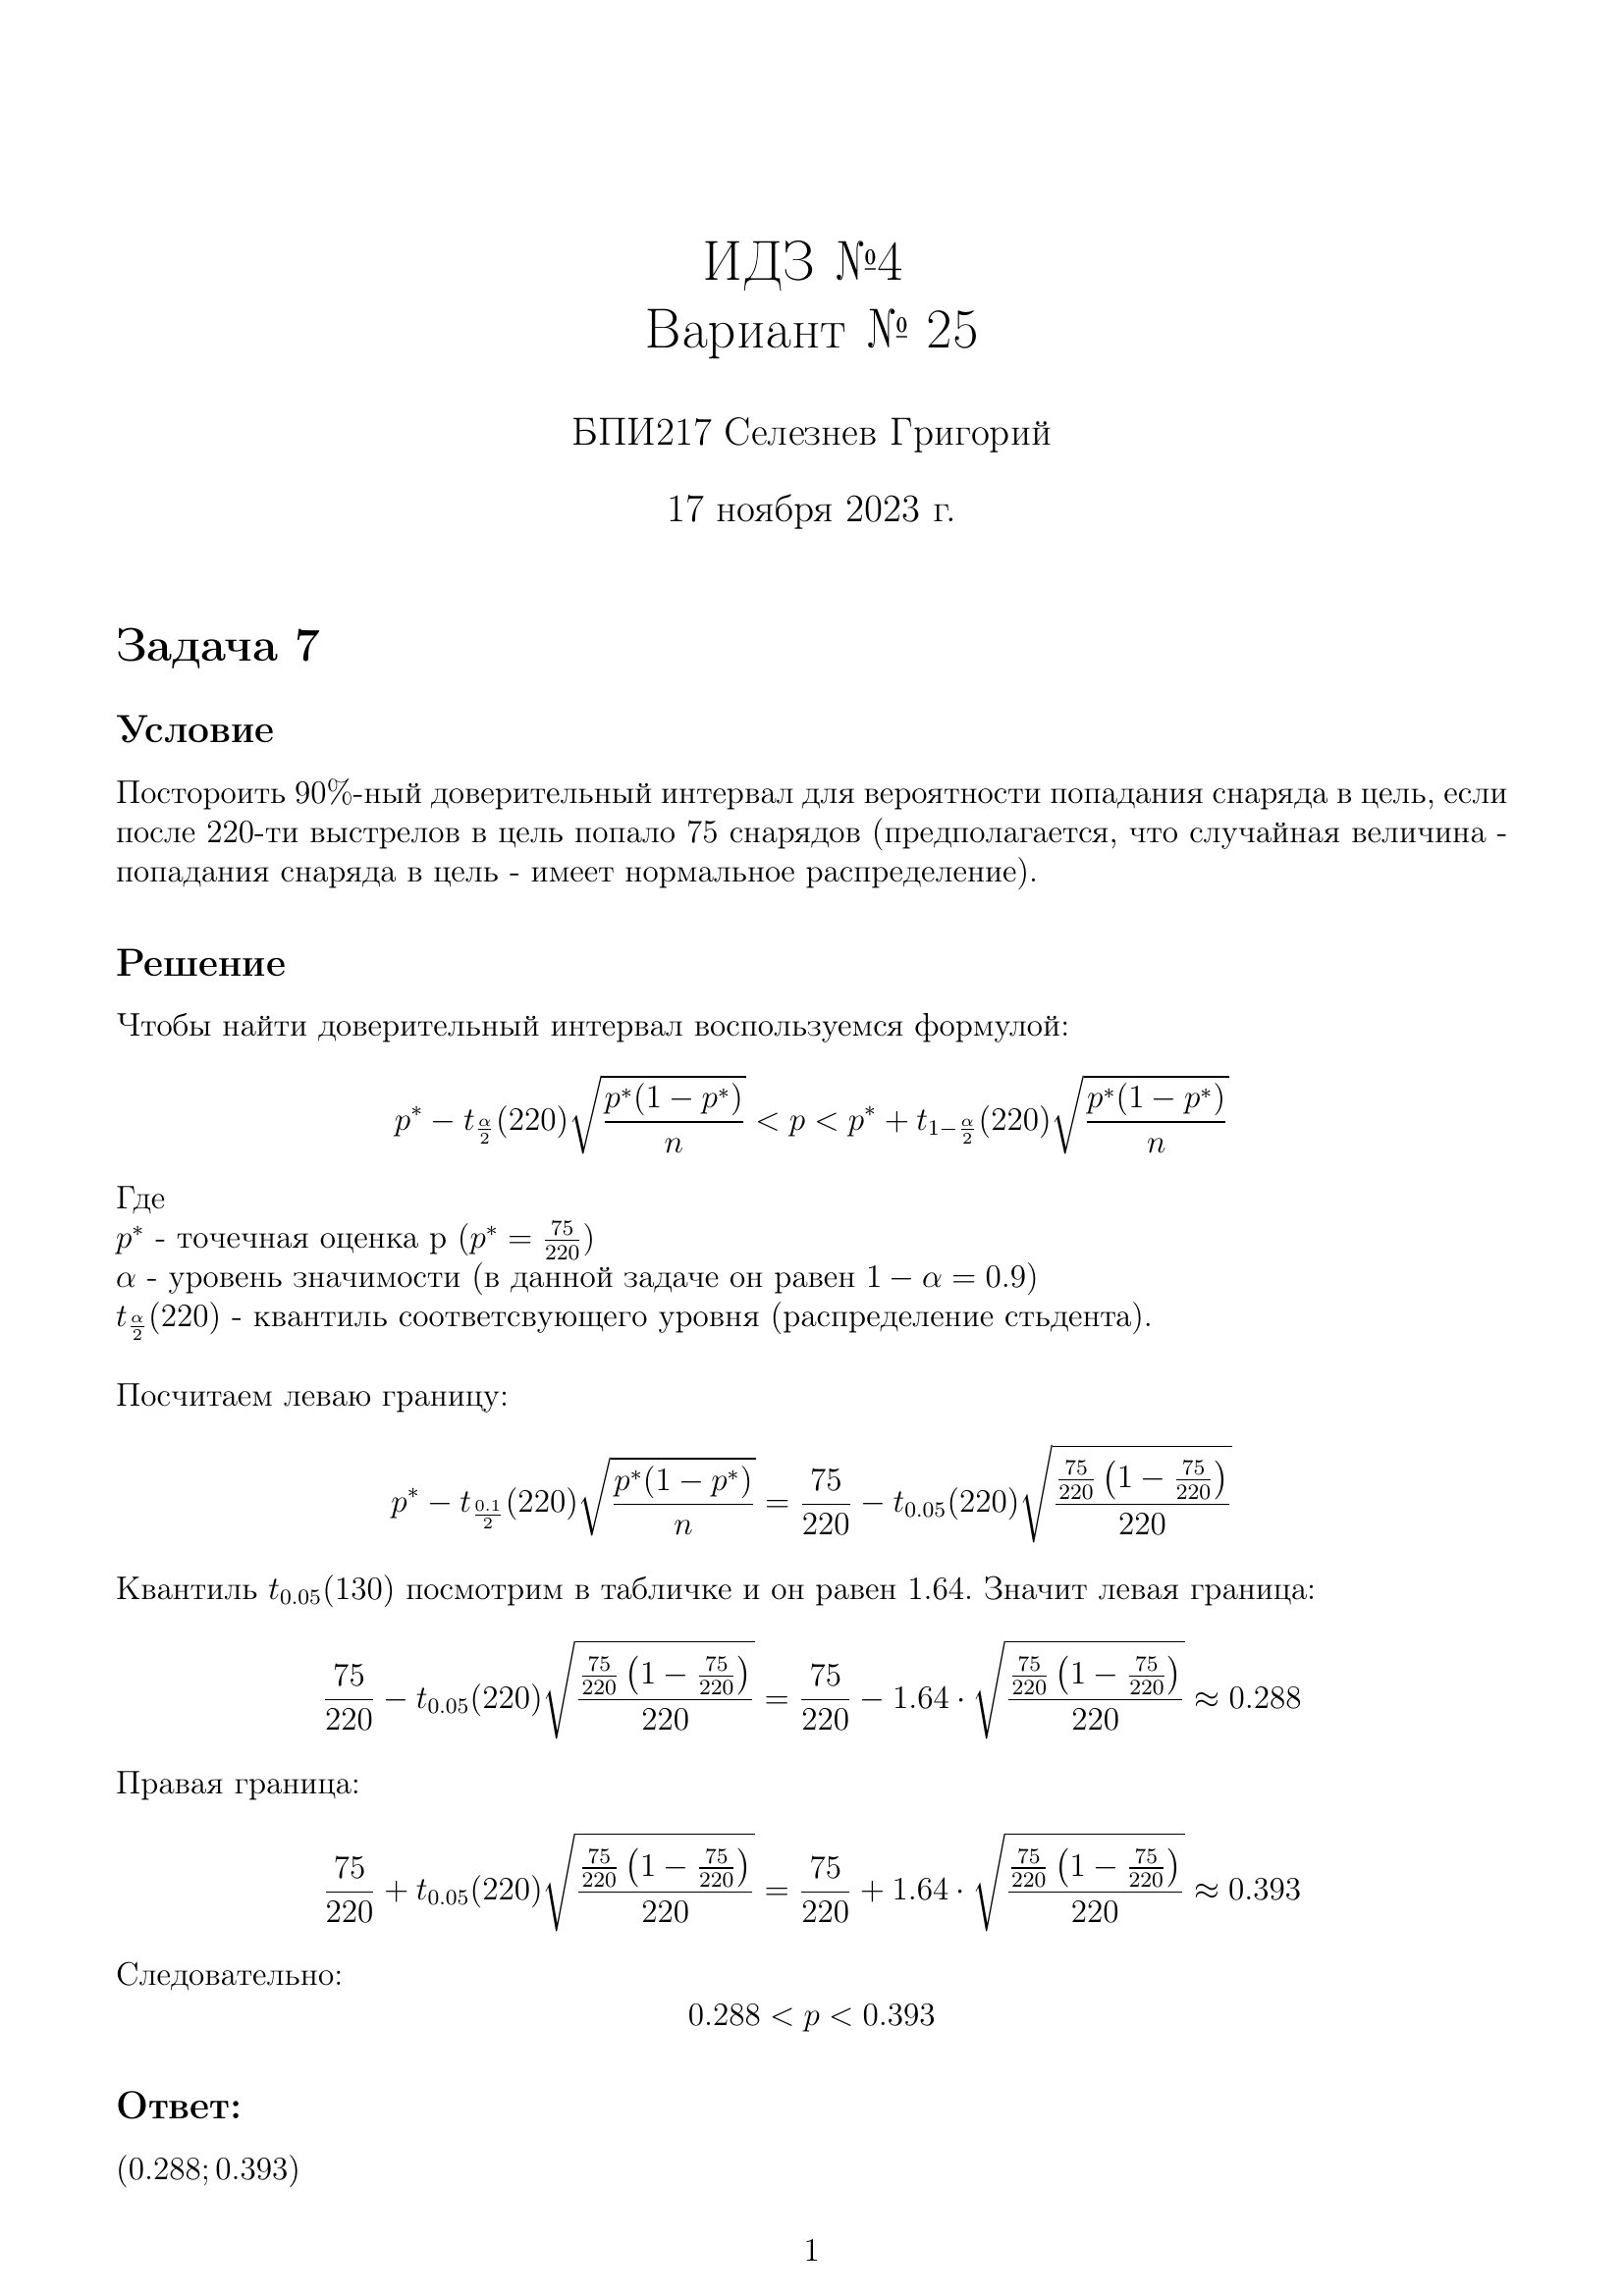 ИДЗ №4
Вариант № 25
БПИ217 Селезнев Григорий
17 ноября 2023 г.
Задача 7
Условие
Постороить 90%-ный доверительный интервал для вероятности попадания снаряда в цель, если
после 220-ти выстрелов в цель попало 75 снарядов (предполагается, что случайная величина -
попадания снаряда в цель - имеет нормальное распределение).
Решение
Чтобы найти доверительный интервал воспользуемся формулой:
$p^* - t_{\frac{\alpha}{2}}(220)\sqrt{\frac{p^*(1-p^*)}{n}} < p < p^* + t_{1-\frac{\alpha}{2}}(220)\sqrt{\frac{p^*(1-p^*)}{n}}$
Где
$p^*$ - точечная оценка p ($p^* = \frac{75}{220}$)
$\alpha$ - уровень значимости (в данной задаче он равен $1 - \alpha = 0.9$)
$t_{\frac{\alpha}{2}}(220)$ - квантиль соответсвующего уровня (распределение стьдента).
Посчитаем леваю границу:
$p^* - t_{\frac{0.1}{2}}(220)\sqrt{\frac{p^*(1-p^*)}{n}} = \frac{75}{220} - t_{0.05}(220)\sqrt{\frac{\frac{75}{220}\left(1-\frac{75}{220}\right)}{220}}$
Квантиль $t_{0.05}(130)$ посмотрим в табличке и он равен 1.64. Значит левая граница:
$\frac{75}{220} - t_{0.05}(220)\sqrt{\frac{\frac{75}{220}\left(1-\frac{75}{220}\right)}{220}} = \frac{75}{220} - 1.64 \cdot \sqrt{\frac{\frac{75}{220}\left(1-\frac{75}{220}\right)}{220}} \approx 0.288$
Правая граница:
$\frac{75}{220} + t_{0.05}(220)\sqrt{\frac{\frac{75}{220}\left(1-\frac{75}{220}\right)}{220}} = \frac{75}{220} + 1.64 \cdot \sqrt{\frac{\frac{75}{220}\left(1-\frac{75}{220}\right)}{220}} \approx 0.393$
Следовательно:
$0.288 < p < 0.393$
Ответ:
(0.288; 0.393)
1